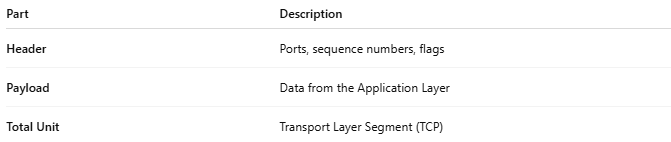 Part Description
Header Ports, sequence numbers, flags
Payload Data from the Application Layer
Total Unit Transport Layer Segment (TCP)